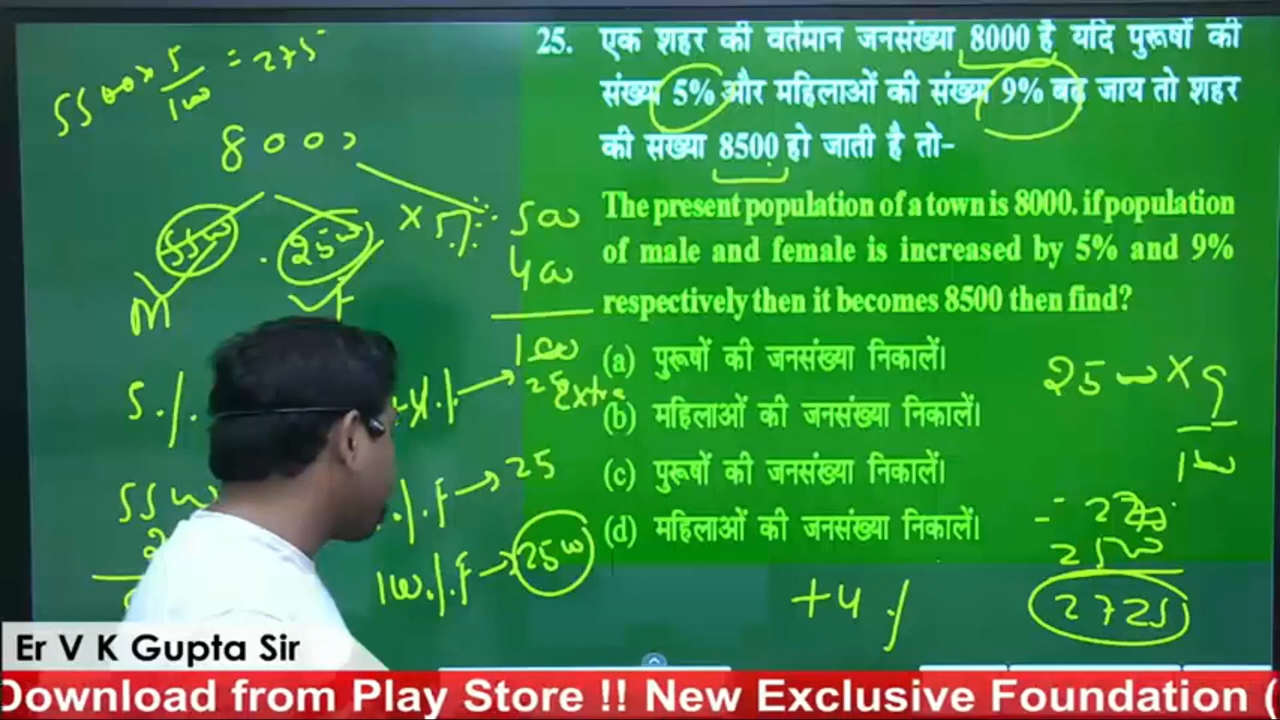 25. एक शहर की वर्तमान जनसंख्या 8000 है यदि पुरूषों की
संख्या 5% और महिलाओं की संख्या 9% बढ़ जाय तो शहर
की संख्या 8500 हो जाती है तो-
The present population of a town is 8000. if population
of male and female is increased by 5% and 9%
respectively then it becomes 8500 then find?
(a) पुरूषों की जनसंख्या निकालें।
(b) महिलाओं की जनसंख्या निकालें।
(c) पुरूषों की जनसंख्या निकालें।
(d) महिलाओं की जनसंख्या निकालें।
5500 × 5/100 = 275
8000
5500
2500
× 5%
500
400
100
M
F
5%
25 Extra
% F → 25
100% F → 2500
2500 × 9
100
2500
2725
+4%
Er V K Gupta Sir
Download from Play Store !! New Exclusive Foundation (